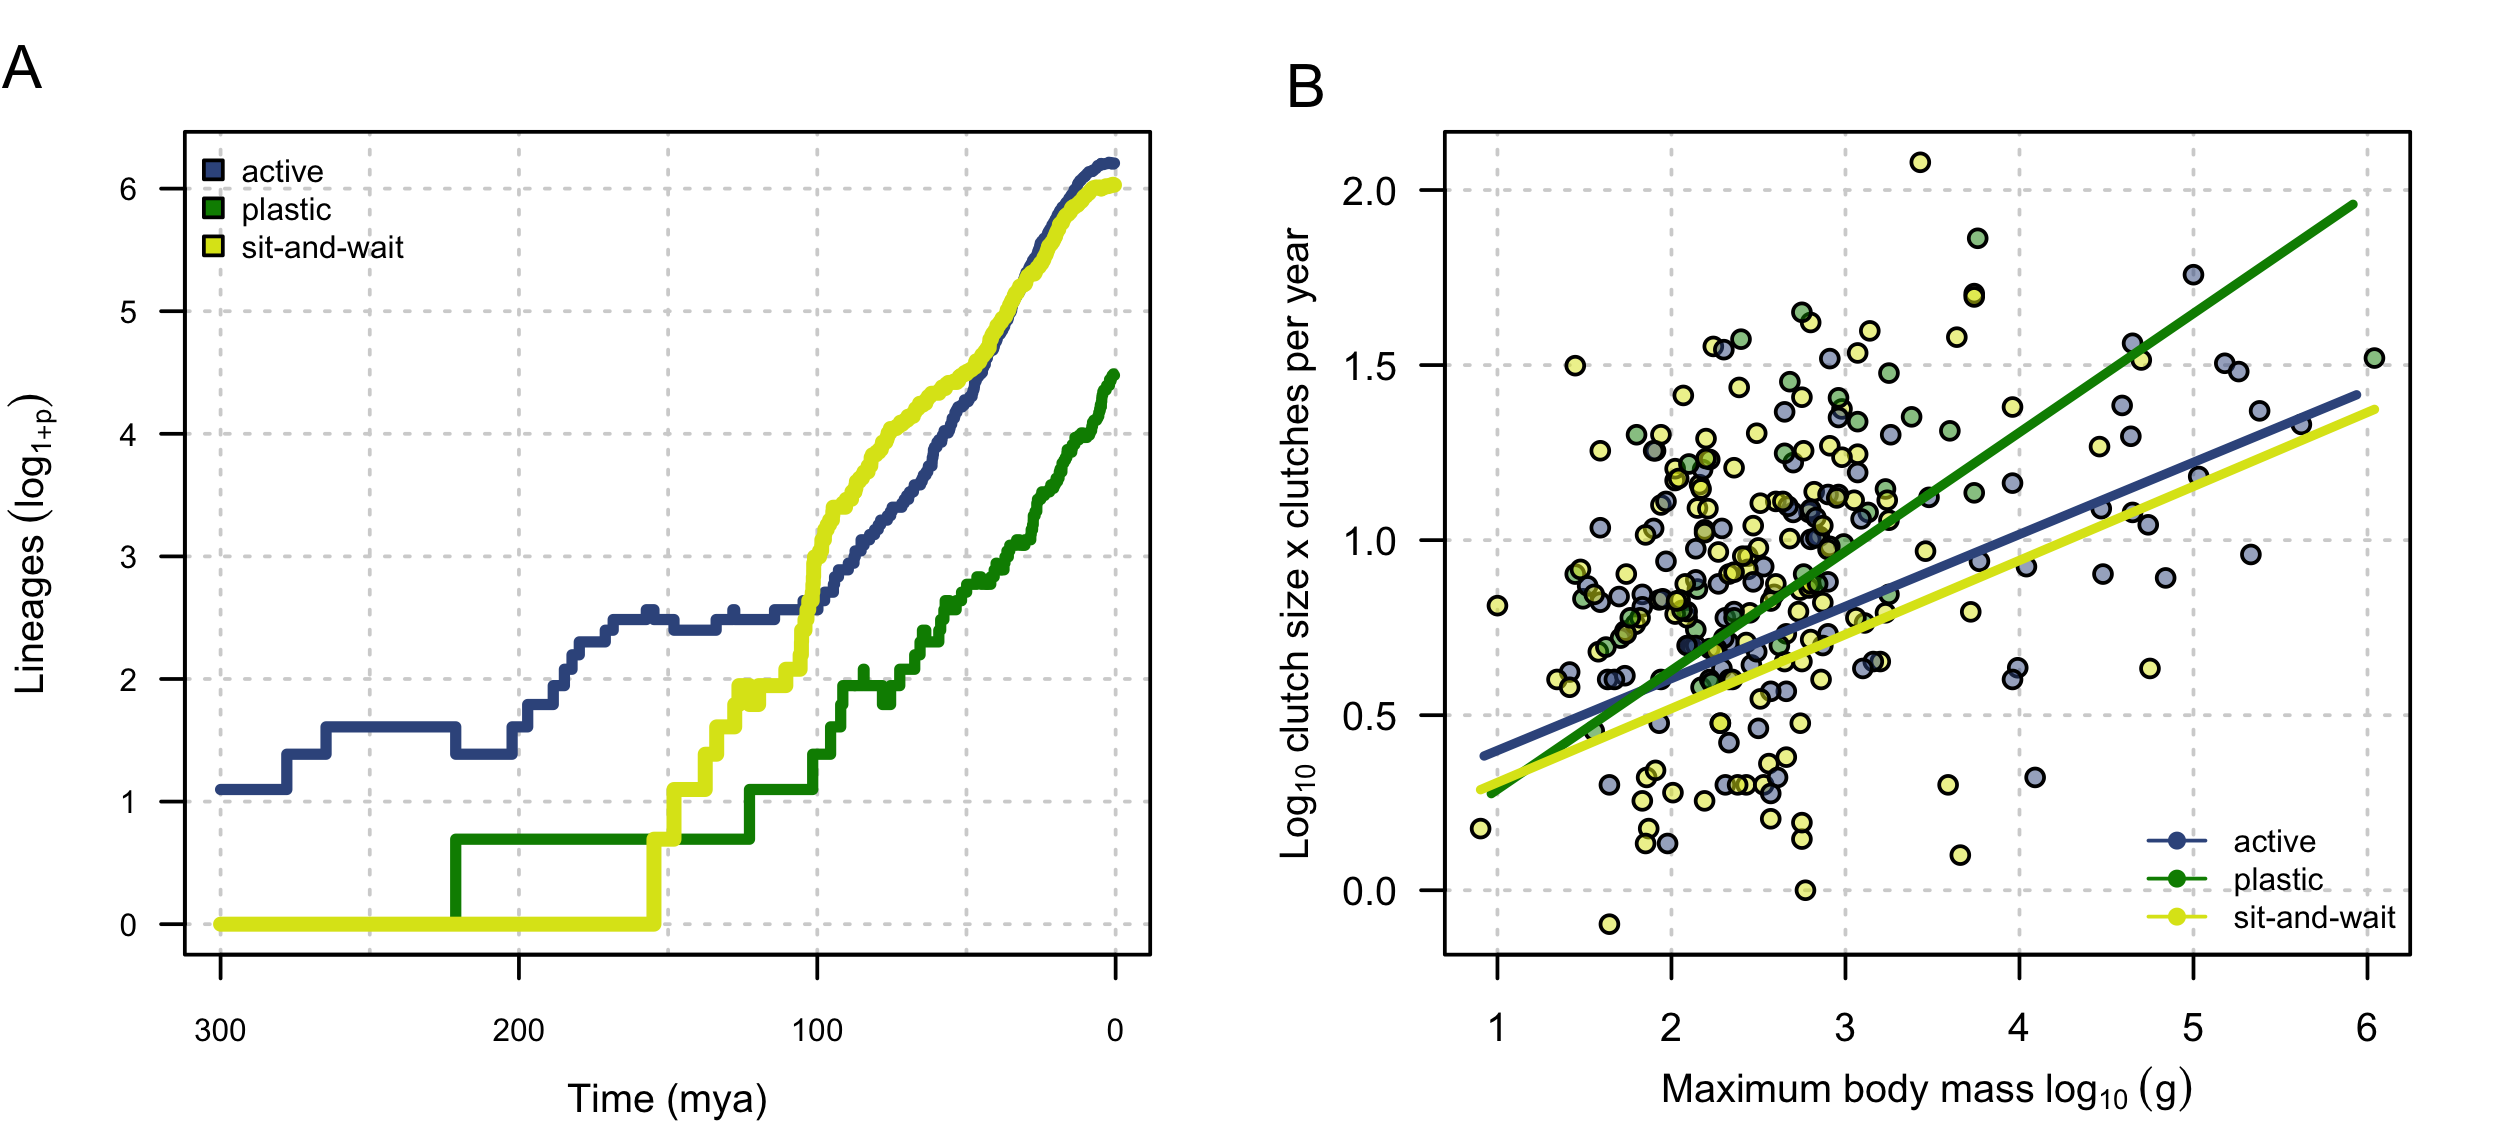 A
active
plastic
sit-and-wait
6
5
4
3
2
1
0
Lineages (log1+p)
300 200 100 0
Time (mya)
B
2.0
1.5
1.0
0.5
0.0
Log10 clutch size x clutches per year
active
plastic
sit-and-wait
1 2 3 4 5 6
Maximum body mass log10 (g)